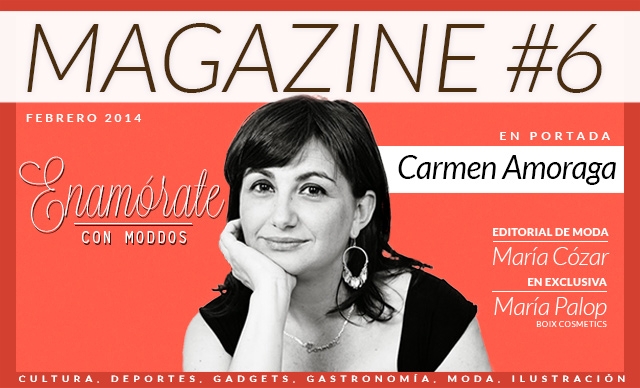 MAGAZINE #6
FEBRERO 2014
EN PORTADA
Carmen Amoraga
Enamórate
CON MODDOS
EDITORIAL DE MODA
María Cózar
EN EXCLUSIVA
María Palop
BOIX COSMETICS
CULTURA, DEPORTES, GADGETS, GASTRONOMÍA, MODA, ILUSTRACIÓN